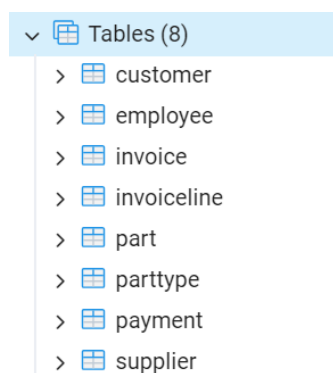 Tables (8)
customer
employee
invoice
invoiceline
part
parttype
payment
supplier